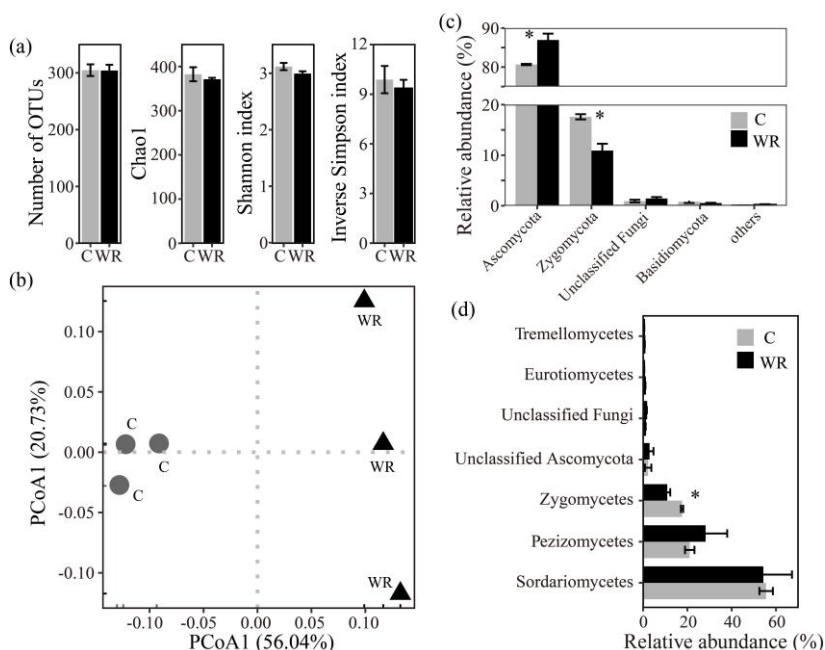 (a)
Number of OTUs
300
150
0
C WR
Chao1
400
300
200
100
0
C WR
Shannon index
3
2
1
0
C WR
Inverse Simpson index
12
9
6
3
0
C WR
(b)
PCoA1 (20.73%)
0.10
0.05
0.00
-0.05
-0.10
WR
C
C
WR
C
WR
-0.10
-0.05
0.00
0.05
0.10
PCoA1 (56.04%)
(c)
Relative abundance (%)
90
80
20
10
0
*
*
C
WR
Ascomycota
Zygomycota
Unclassified Fungi
Basidiomycota
others
(d)
C
WR
Tremellomycetes
Eurotiomycetes
Unclassified Fungi
Unclassified Ascomycota
Zygomycetes
*
Pezizomycetes
Sordariomycetes
0
20
40
60
Relative abundance (%)